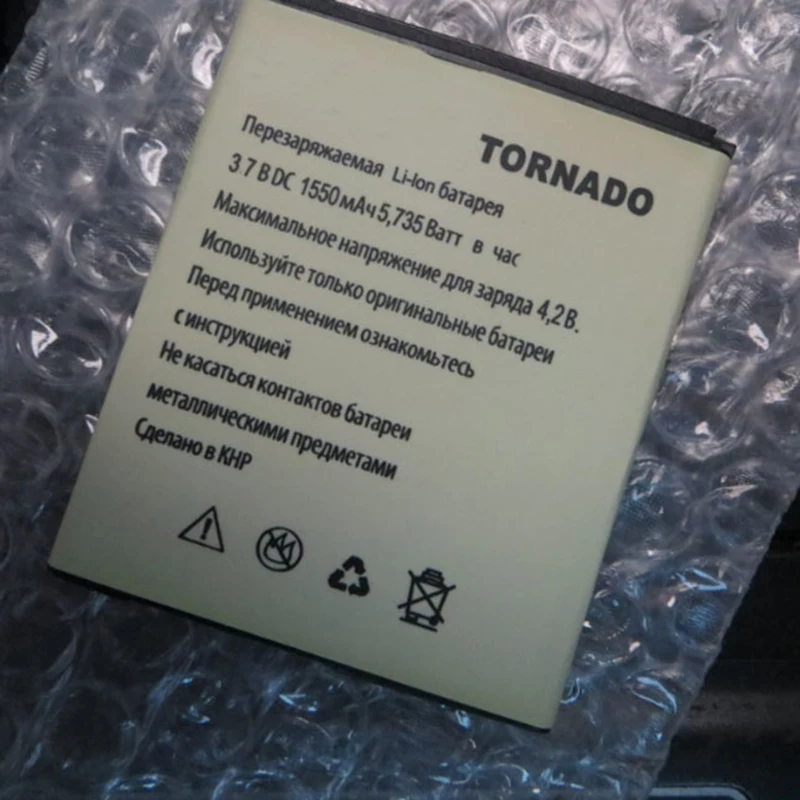 TORNADO
Перезаряжаемая Li-Ion батарея
3.7 В DC 1550 мАч 5,735 Ватт в час
Максимальное напряжение для заряда 4,2 В.
Используйте только оригинальные батареи
Перед применением ознакомьтесь
с инструкцией
Не касаться контактов батареи
металлическими предметами
Сделано в КНР